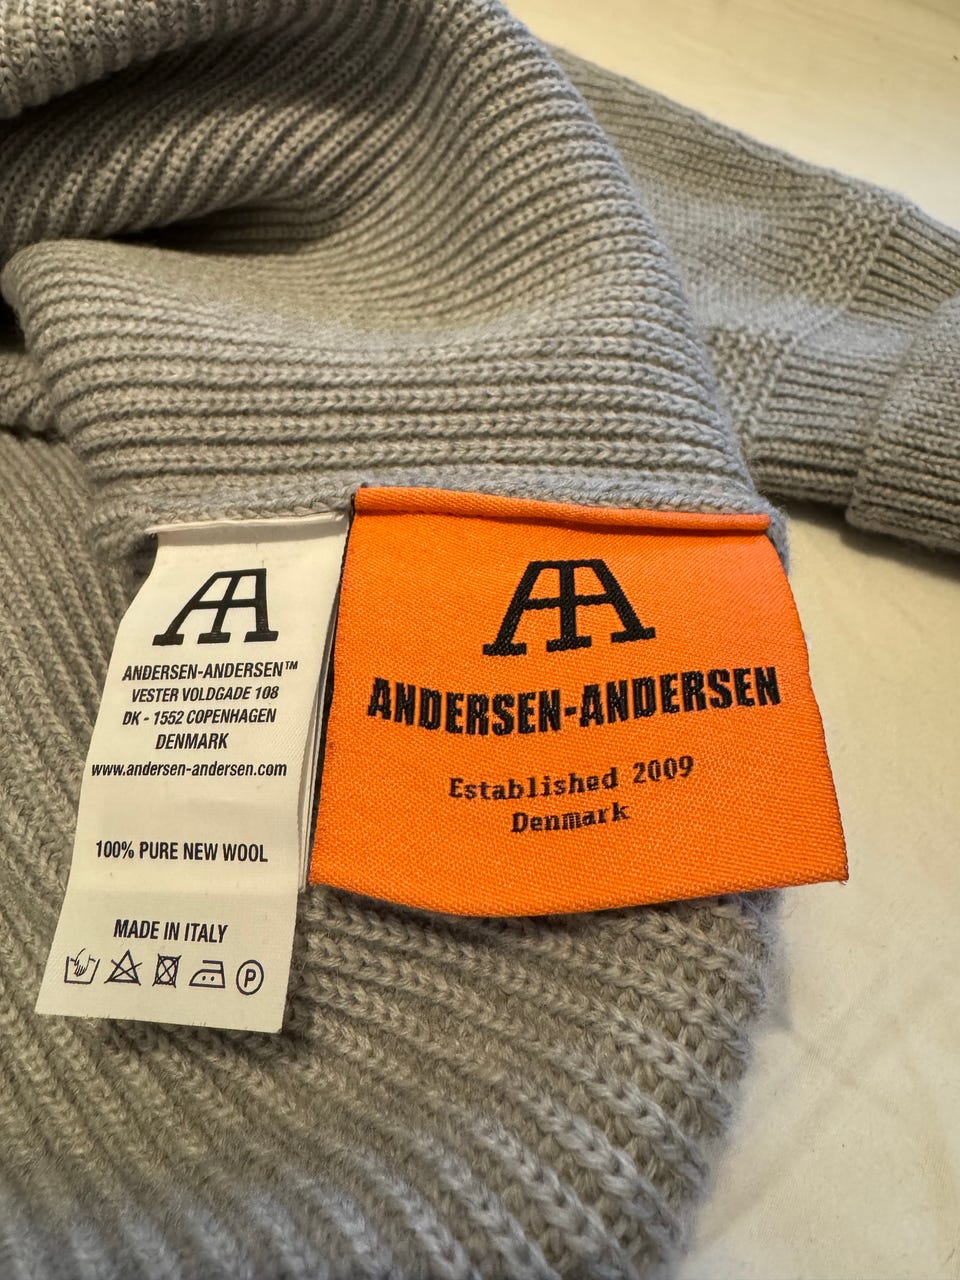 AA
ANDERSEN-ANDERSEN™
VESTER VOLDGADE 108
DK - 1552 COPENHAGEN
DENMARK
www.andersen-andersen.com
100% PURE NEW WOOL
MADE IN ITALY
P
AA
ANDERSEN-ANDERSEN
Established 2009
Denmark